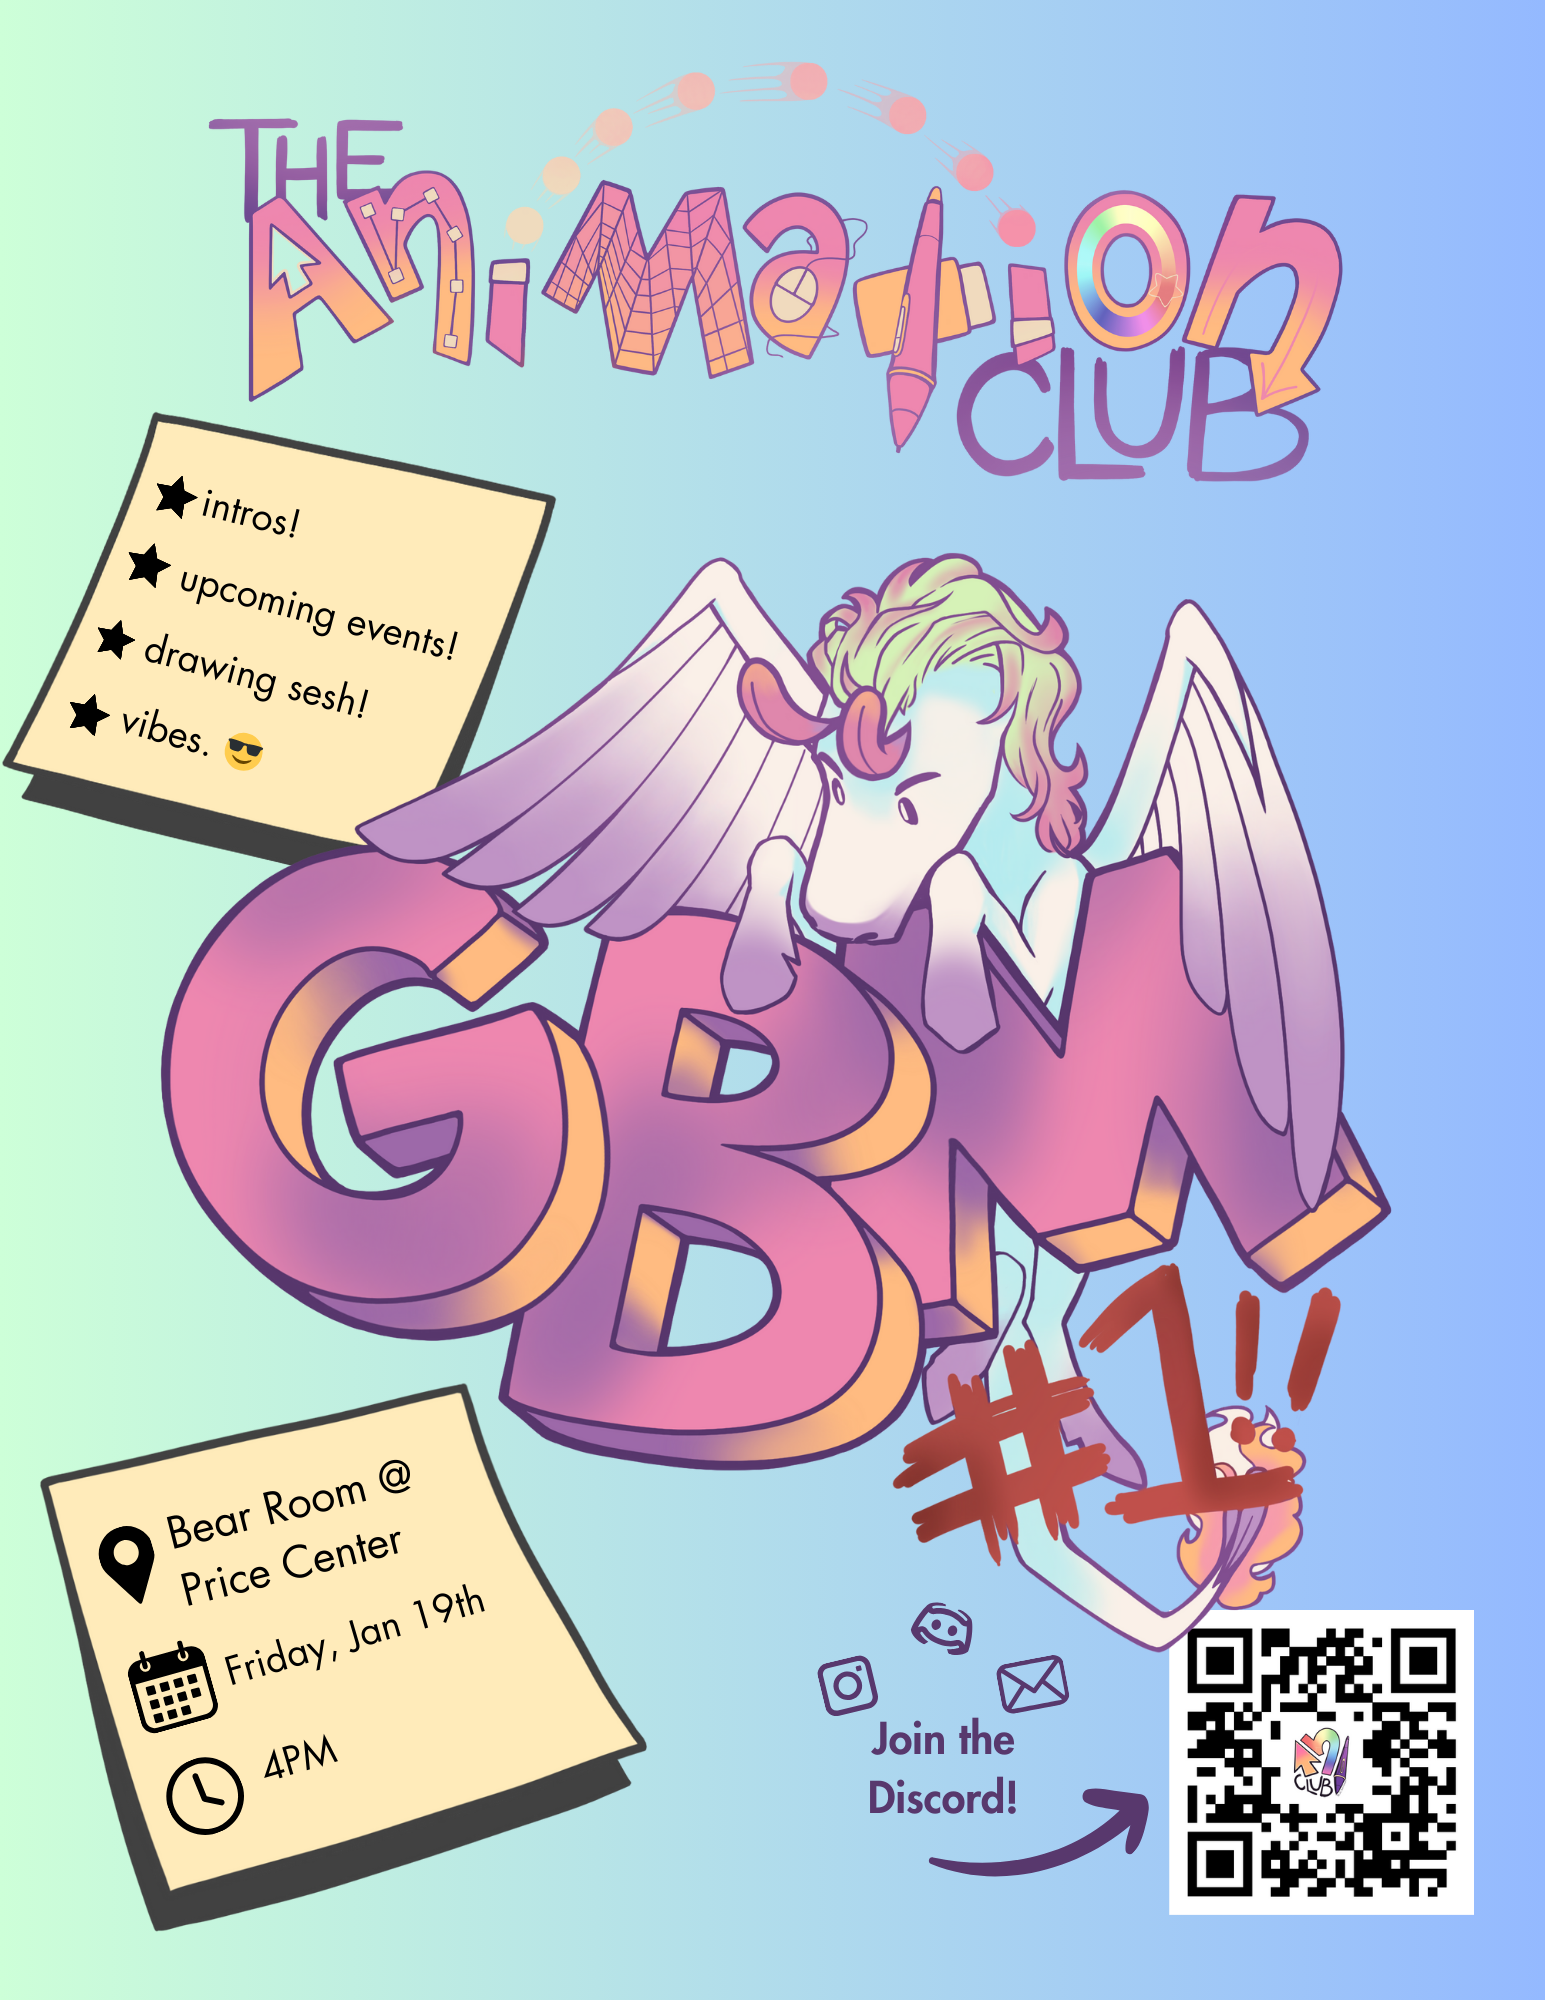 THE
AniMaTion
CLUB
intros!
upcoming events!
drawing sesh!
vibes. 😎
GBM
#1!!
Bear Room @
Price Center
Friday, Jan 19th
4PM
Join the
Discord!
CLUB